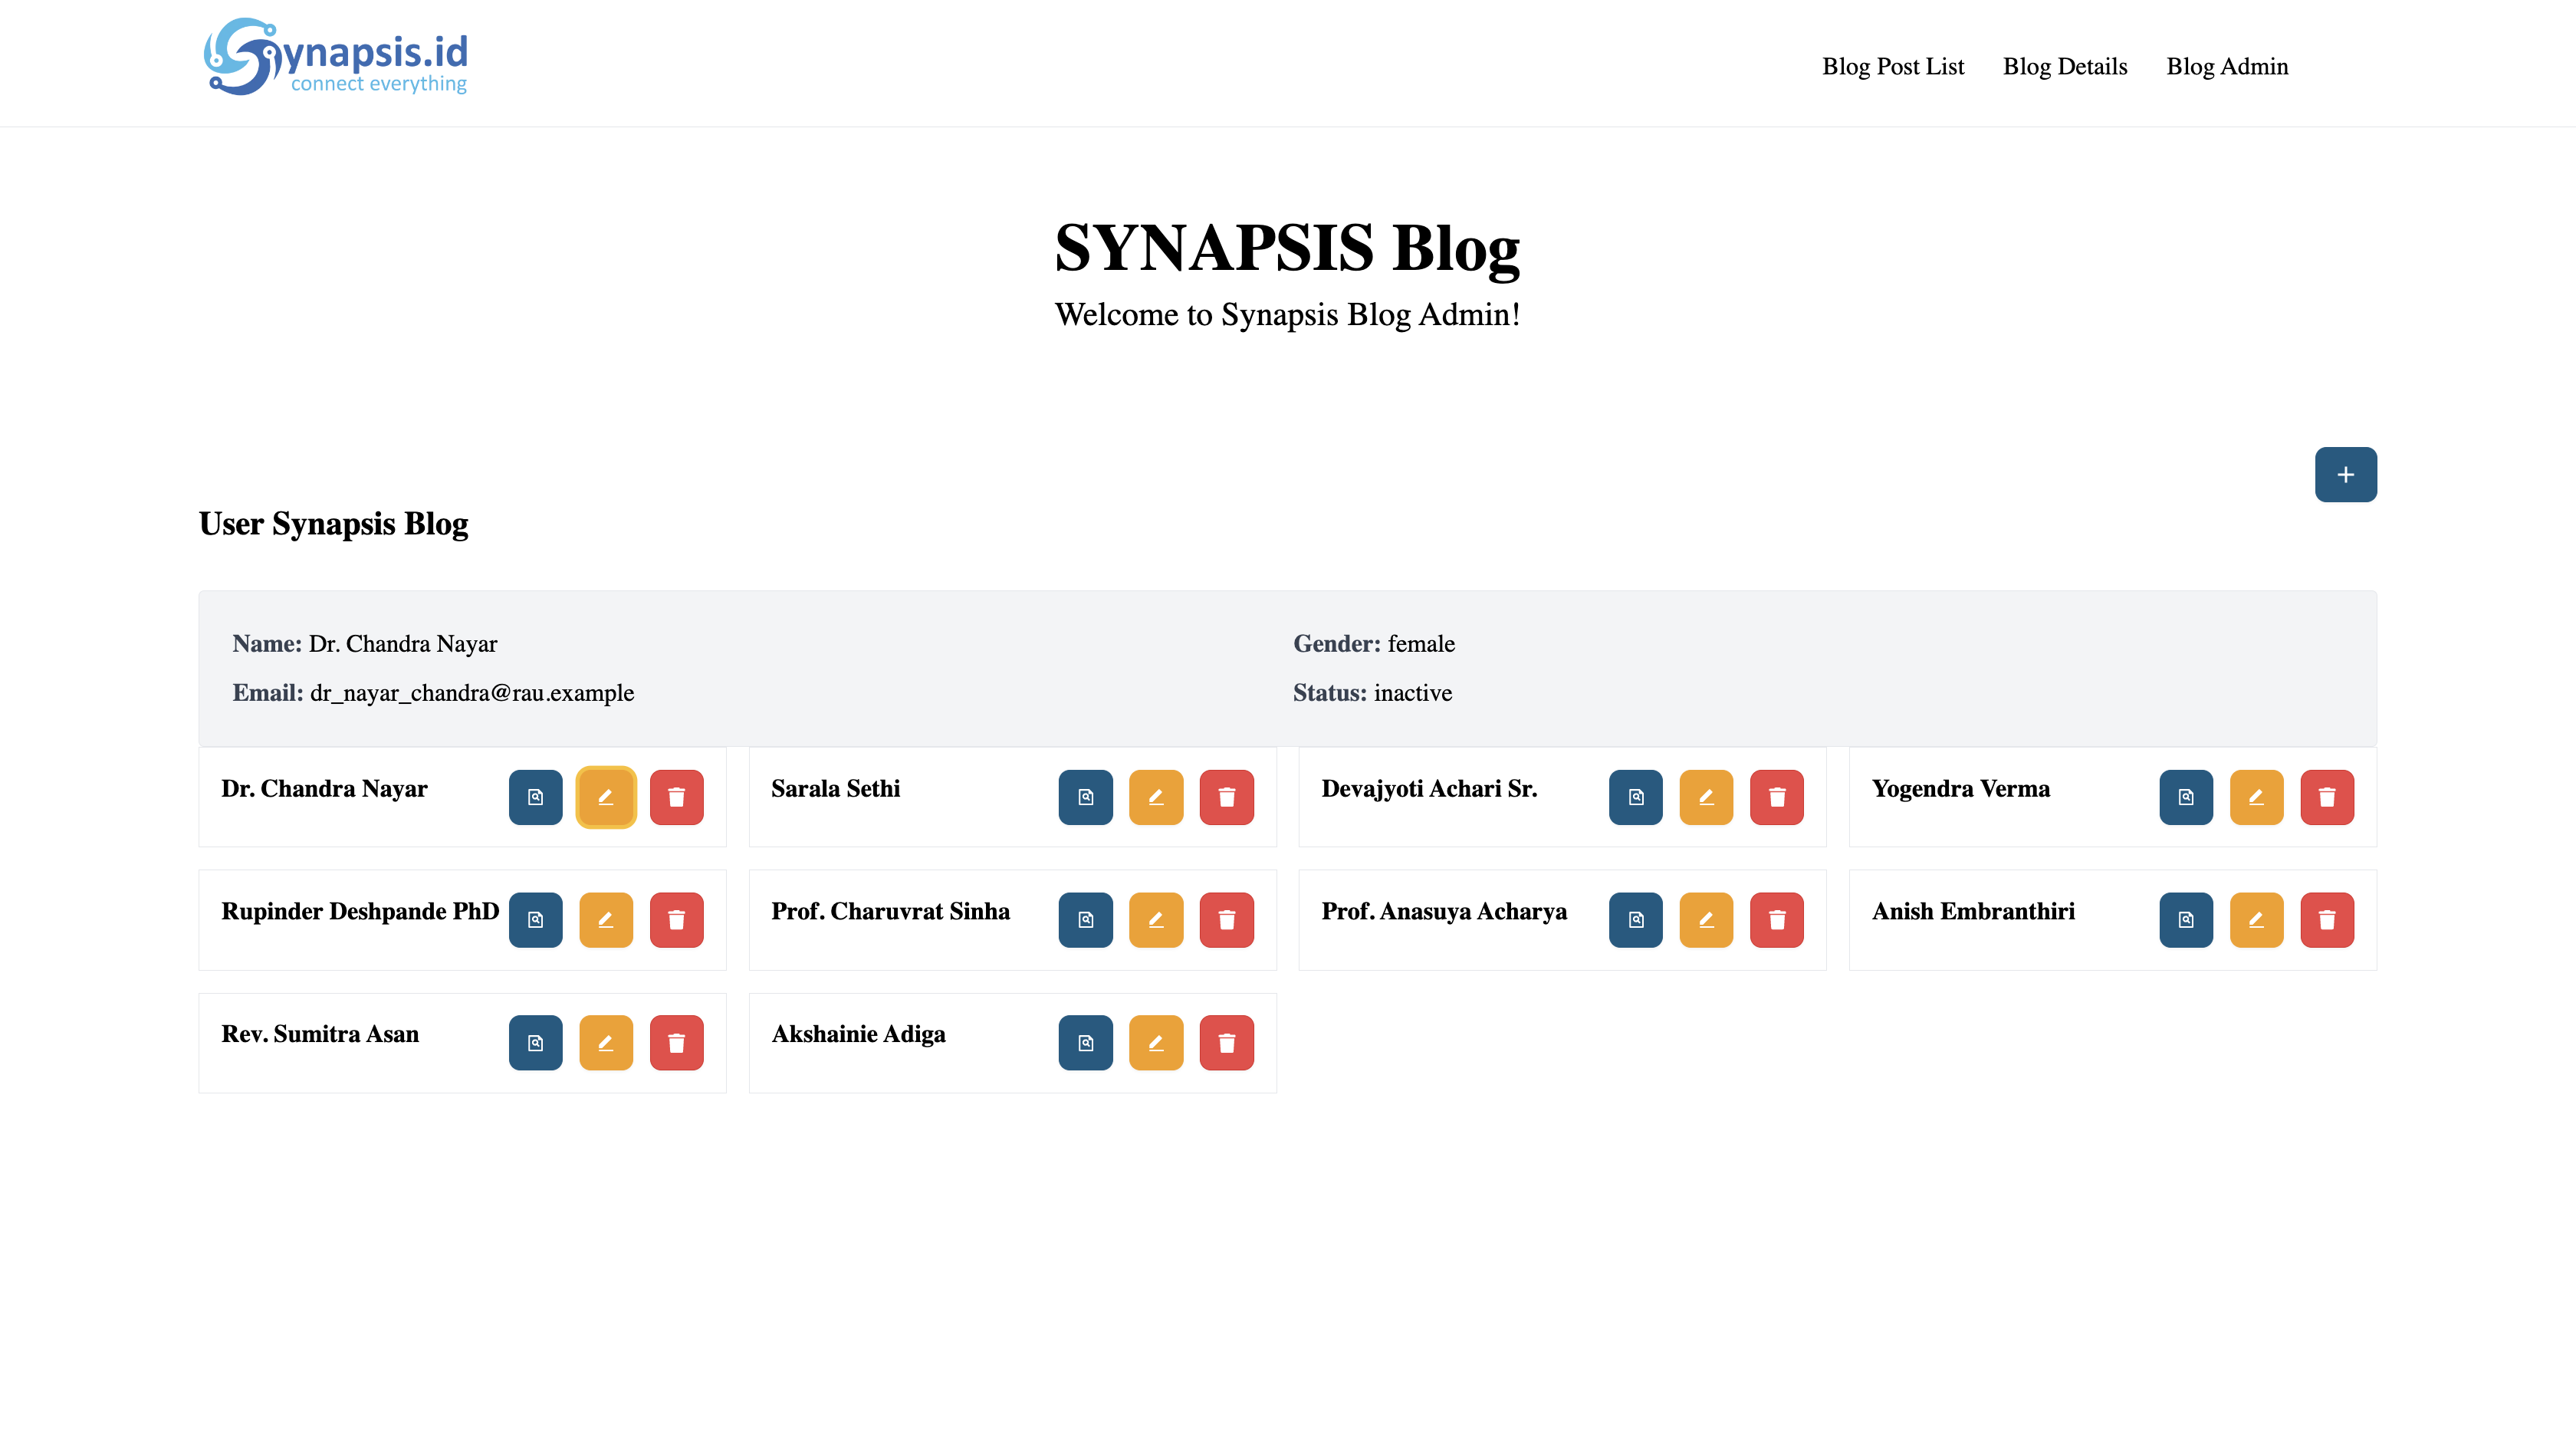 Synapsis.id
connect everything
Blog Post List Blog Details Blog Admin
SYNAPSIS Blog
Welcome to Synapsis Blog Admin!
+
User Synapsis Blog
Name: Dr. Chandra Nayar Gender: female
Email: dr_nayar_chandra@rau.example Status: inactive
Dr. Chandra Nayar Sarala Sethi Devajyoti Achari Sr. Yogendra Verma
Rupinder Deshpande PhD Prof. Charuvrat Sinha Prof. Anasuya Acharya Anish Embranthiri
Rev. Sumitra Asan Akshainie Adiga